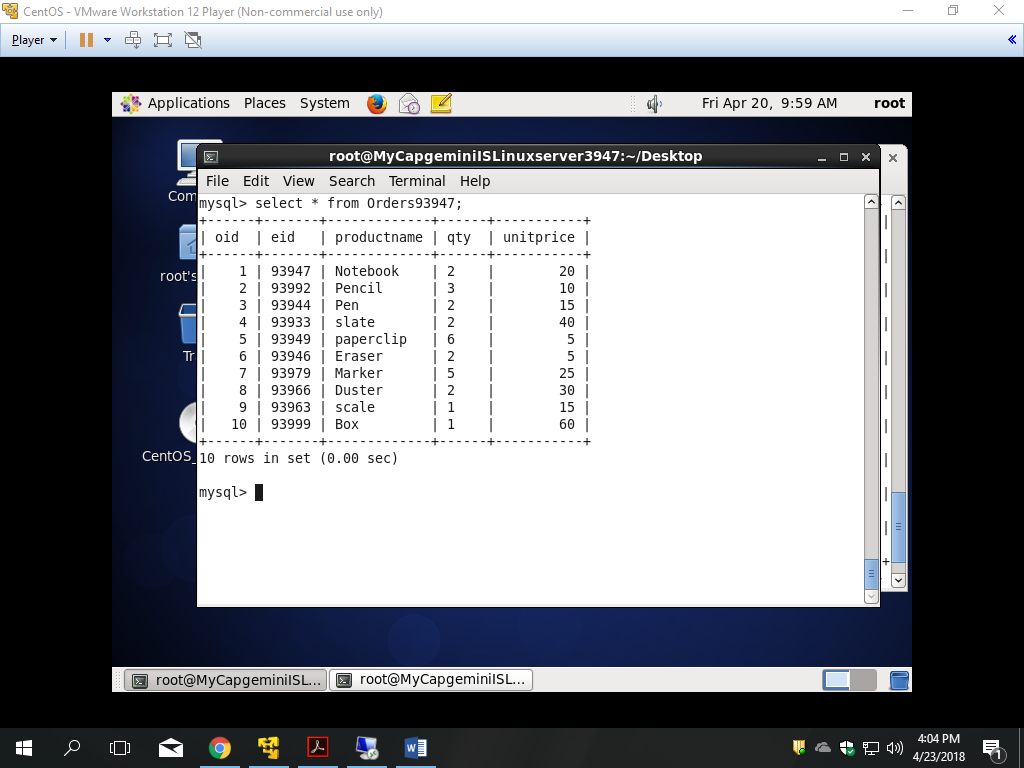 CentOS - VMware Workstation 12 Player (Non-commercial use only)
Player
Applications Places System Fri Apr 20, 9:59 AM root
root@MyCapgeminiISLinuxserver3947:~/Desktop
File Edit View Search Terminal Help
mysql> select * from Orders93947;
+------+-------+-------------+------+-----------+
| oid | eid | productname | qty | unitprice |
+------+-------+-------------+------+-----------+
| 1 | 93947 | Notebook | 2 | 20 |
| 2 | 93992 | Pencil | 3 | 10 |
| 3 | 93944 | Pen | 2 | 15 |
| 4 | 93933 | slate | 2 | 40 |
| 5 | 93949 | paperclip | 6 | 5 |
| 6 | 93946 | Eraser | 2 | 5 |
| 7 | 93979 | Marker | 5 | 25 |
| 8 | 93966 | Duster | 2 | 30 |
| 9 | 93963 | scale | 1 | 15 |
| 10 | 93999 | Box | 1 | 60 |
+------+-------+-------------+------+-----------+
10 rows in set (0.00 sec)
mysql>
Com
root's
Tr
CentOS_
root@MyCapgeminiISL... root@MyCapgeminiISL...
4:04 PM
4/23/2018
1